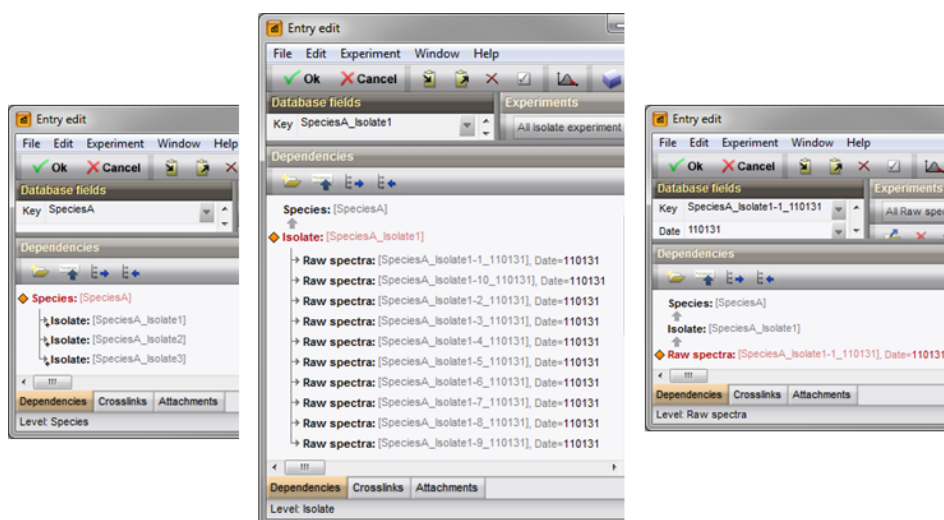 Entry edit
File Edit Experiment Window Help
Ok Cancel
Database fields
Key SpeciesA
Dependencies
Species: [SpeciesA]
Isolate: [SpeciesA_Isolate1]
Isolate: [SpeciesA_Isolate2]
Isolate: [SpeciesA_Isolate3]
Dependencies Crosslinks Attachments
Level: Species
Entry edit
File Edit Experiment Window Help
Ok Cancel
Database fields Experiments
Key SpeciesA_Isolate1 All Isolate experiment
Dependencies
Species: [SpeciesA]
Isolate: [SpeciesA_Isolate1]
Raw spectra: [SpeciesA_Isolate1-1_110131], Date=110131
Raw spectra: [SpeciesA_Isolate1-10_110131], Date=110131
Raw spectra: [SpeciesA_Isolate1-2_110131], Date=110131
Raw spectra: [SpeciesA_Isolate1-3_110131], Date=110131
Raw spectra: [SpeciesA_Isolate1-4_110131], Date=110131
Raw spectra: [SpeciesA_Isolate1-5_110131], Date=110131
Raw spectra: [SpeciesA_Isolate1-6_110131], Date=110131
Raw spectra: [SpeciesA_Isolate1-7_110131], Date=110131
Raw spectra: [SpeciesA_Isolate1-8_110131], Date=110131
Raw spectra: [SpeciesA_Isolate1-9_110131], Date=110131
Dependencies Crosslinks Attachments
Level: Isolate
Entry edit
File Edit Experiment Window Help
Ok Cancel
Database fields Experiments
Key SpeciesA_Isolate1-1_110131 All Raw spec
Date 110131
Dependencies
Species: [SpeciesA]
Isolate: [SpeciesA_Isolate1]
Raw spectra: [SpeciesA_Isolate1-1_110131], Date=110131
Dependencies Crosslinks Attachments
Level: Raw spectra